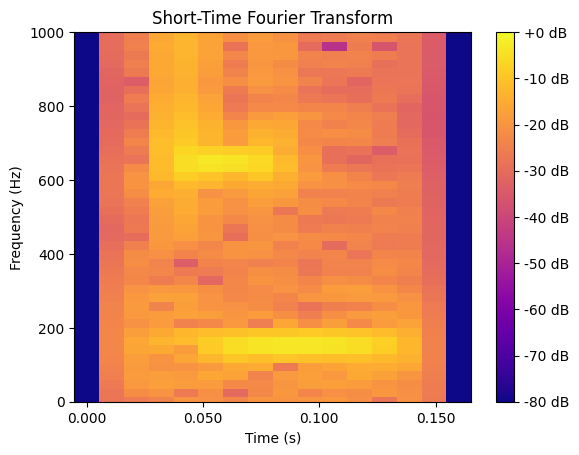 Short-Time Fourier Transform
1000
800
600
400
200
0
Frequency (Hz)
0.000
0.050
0.100
0.150
Time (s)
+0 dB
-10 dB
-20 dB
-30 dB
-40 dB
-50 dB
-60 dB
-70 dB
-80 dB